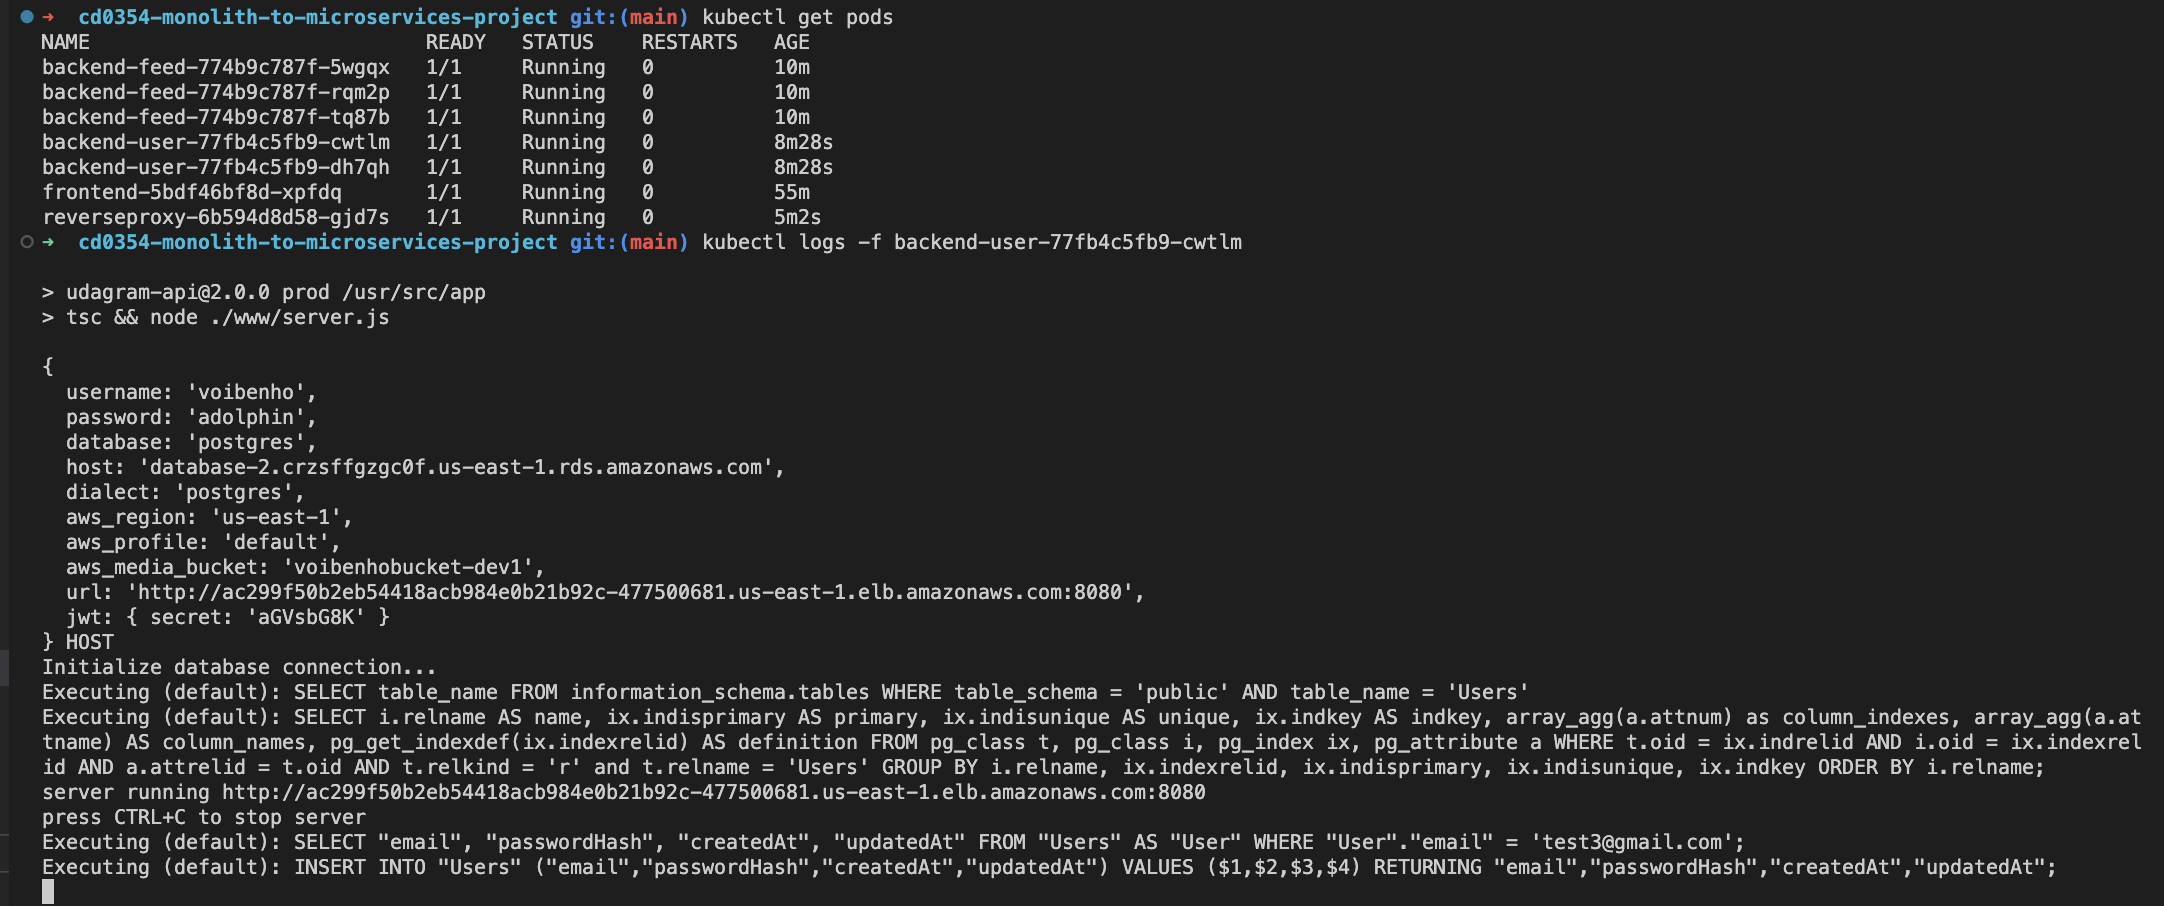 ➜  cd0354-monolith-to-microservices-project git:(main) kubectl get pods
NAME                            READY   STATUS    RESTARTS   AGE
backend-feed-774b9c787f-5wgqx   1/1     Running   0          10m
backend-feed-774b9c787f-rqm2p   1/1     Running   0          10m
backend-feed-774b9c787f-tq87b   1/1     Running   0          10m
backend-user-77fb4c5fb9-cwtlm   1/1     Running   0          8m28s
backend-user-77fb4c5fb9-dh7qh   1/1     Running   0          8m28s
frontend-5bdf46bf8d-xpfdq       1/1     Running   0          55m
reverseproxy-6b594d8d58-gjd7s   1/1     Running   0          5m2s
➜  cd0354-monolith-to-microservices-project git:(main) kubectl logs -f backend-user-77fb4c5fb9-cwtlm
> udagram-api@2.0.0 prod /usr/src/app
> tsc && node ./www/server.js
{
  username: 'voibenho',
  password: 'adolphin',
  database: 'postgres',
  host: 'database-2.crzsffgzgc0f.us-east-1.rds.amazonaws.com',
  dialect: 'postgres',
  aws_region: 'us-east-1',
  aws_profile: 'default',
  aws_media_bucket: 'voibenhobucket-dev1',
  url: 'http://ac299f50b2eb54418acb984e0b21b92c-477500681.us-east-1.elb.amazonaws.com:8080',
  jwt: { secret: 'aGVsbG8K' }
} HOST
Initialize database connection...
Executing (default): SELECT table_name FROM information_schema.tables WHERE table_schema = 'public' AND table_name = 'Users'
Executing (default): SELECT i.relname AS name, ix.indisprimary AS primary, ix.indisunique AS unique, ix.indkey AS indkey, array_agg(a.attnum) as column_indexes, array_agg(a.at
tname) AS column_names, pg_get_indexdef(ix.indexrelid) AS definition FROM pg_class t, pg_class i, pg_index ix, pg_attribute a WHERE t.oid = ix.indrelid AND i.oid = ix.indexrel
id AND a.attrelid = t.oid AND t.relkind = 'r' and t.relname = 'Users' GROUP BY i.relname, ix.indexrelid, ix.indisprimary, ix.indisunique, ix.indkey ORDER BY i.relname;
server running http://ac299f50b2eb54418acb984e0b21b92c-477500681.us-east-1.elb.amazonaws.com:8080
press CTRL+C to stop server
Executing (default): SELECT "email", "passwordHash", "createdAt", "updatedAt" FROM "Users" AS "User" WHERE "User"."email" = 'test3@gmail.com';
Executing (default): INSERT INTO "Users" ("email","passwordHash","createdAt","updatedAt") VALUES ($1,$2,$3,$4) RETURNING "email","passwordHash","createdAt","updatedAt";